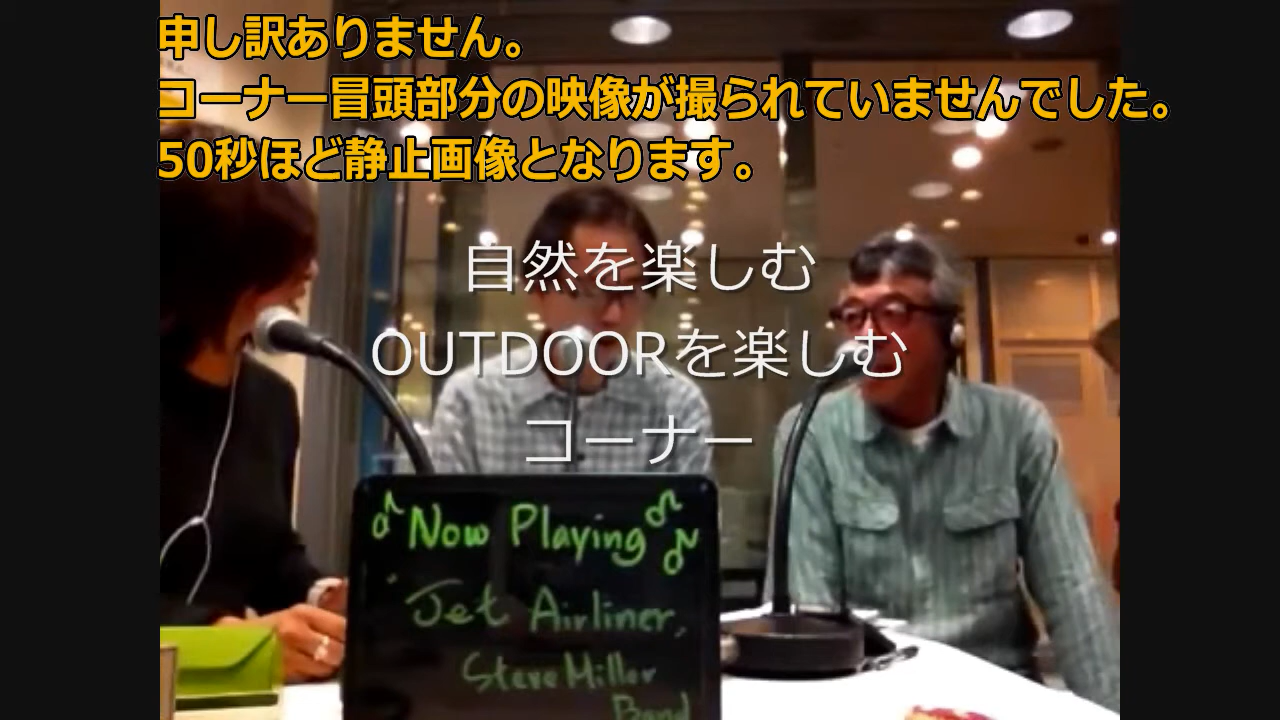 申し訳ありません。
コーナー冒頭部分の映像が撮られていませんでした。
50秒ほど静止画像となります。
自然を楽しむ
OUTDOORを楽しむ
コーナー
Now Playing
Jet Airliner,
Steve Miller
Band